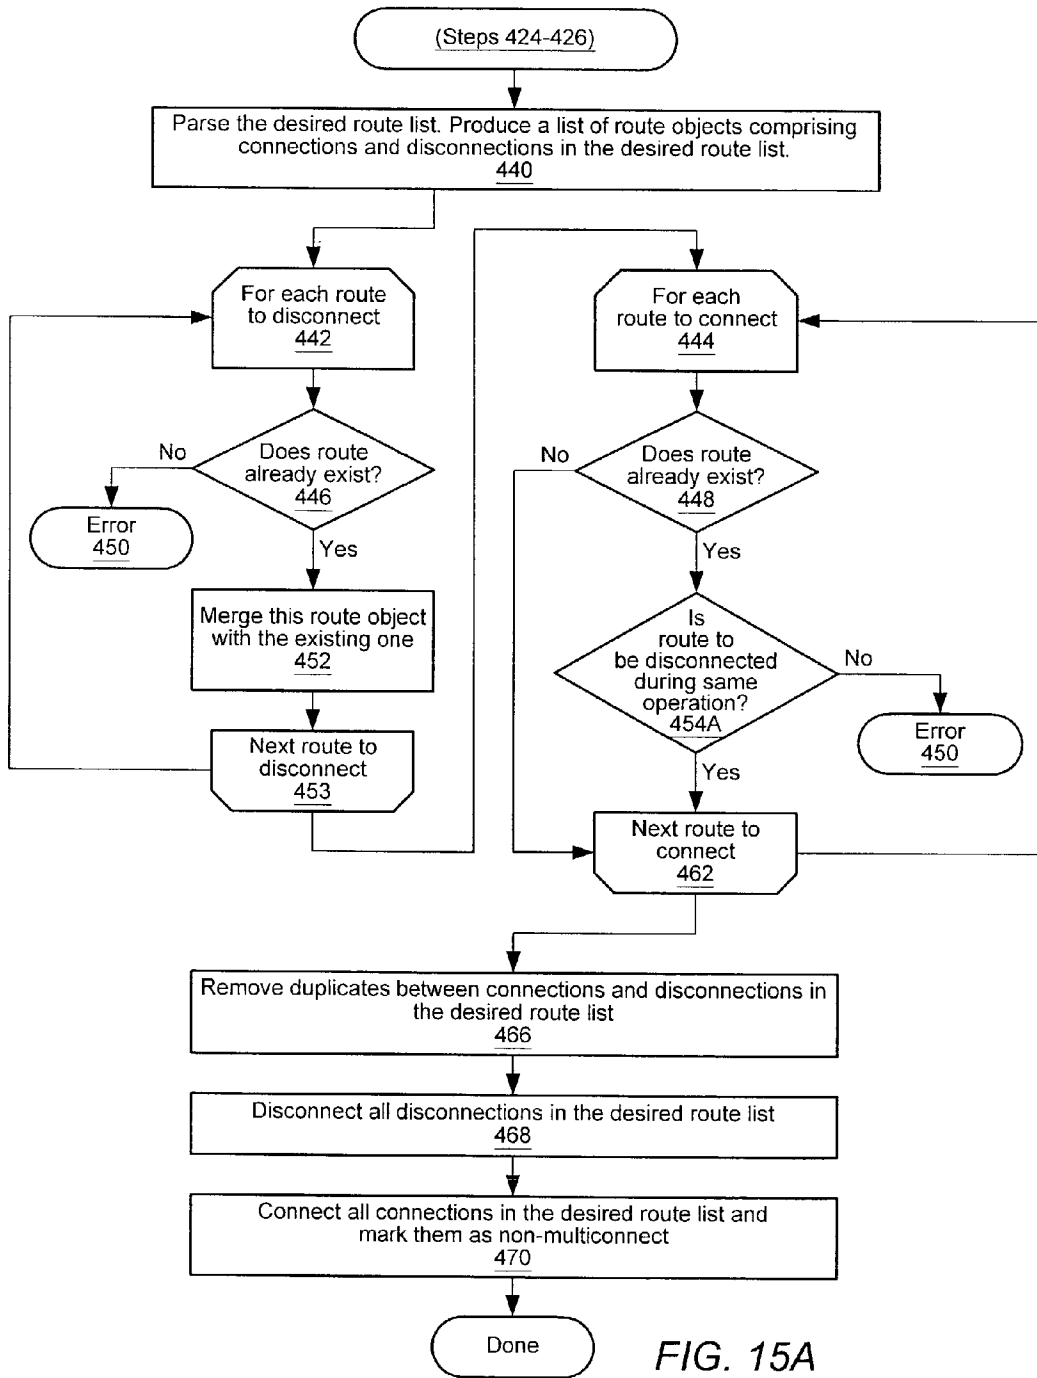 (Steps 424-426)
Parse the desired route list. Produce a list of route objects comprising
connections and disconnections in the desired route list.
440
For each route
to disconnect
442
Does route
already exist?
446
No
Error
450
Yes
Merge this route object
with the existing one
452
Next route to
disconnect
453
For each
route to connect
444
Does route
already exist?
448
No
Yes
Is
route to
be disconnected
during same
operation?
454A
No
Error
450
Yes
Next route to
connect
462
Remove duplicates between connections and disconnections in
the desired route list
466
Disconnect all disconnections in the desired route list
468
Connect all connections in the desired route list and
mark them as non-multiconnect
470
Done
FIG. 15A